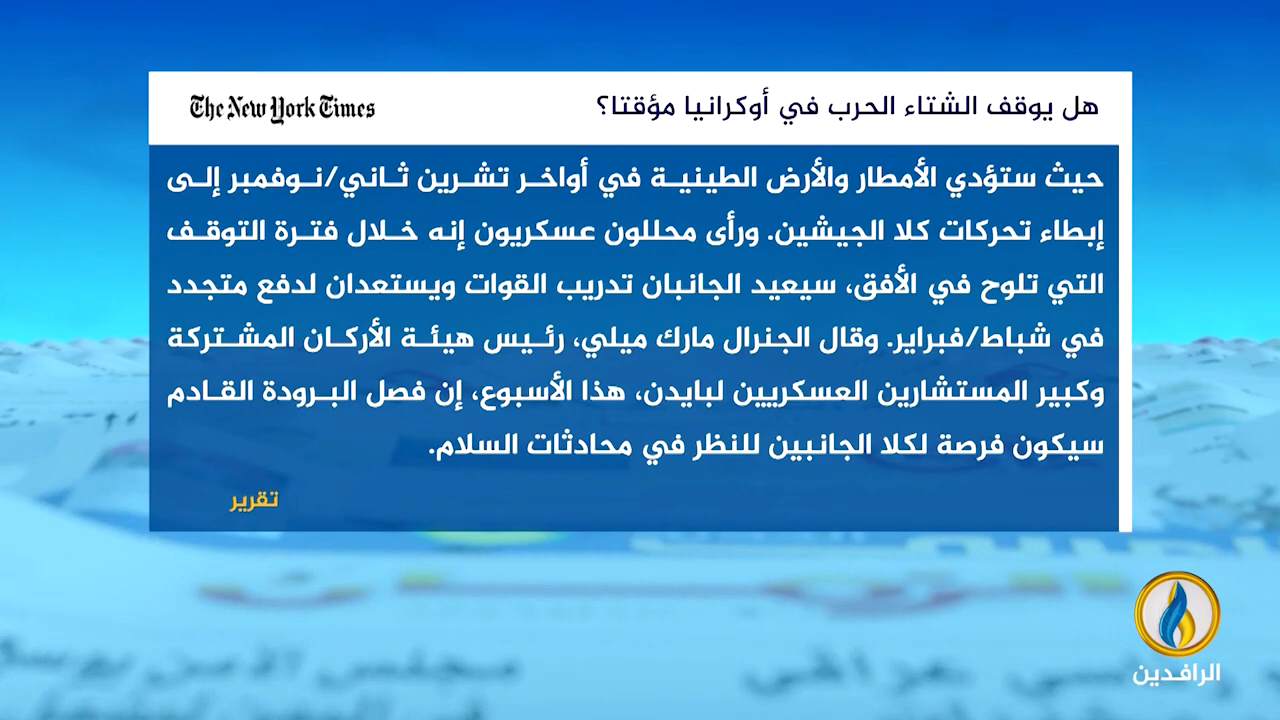 هل يوقف الشتاء الحرب في أوكرانيا مؤقتا؟
The New York Times
حيث ستؤدي الأمطار والأرض الطينية في أواخر تشرين ثاني/نوفمبر إلى
إبطاء تحركات كلا الجيشين. ورأى محللون عسكريون إنه خلال فترة التوقف
التي تلوح في الأفق، سيعيد الجانبان تدريب القوات ويستعدان لدفع متجدد
في شباط/فبراير. وقال الجنرال مارك ميلي، رئيس هيئة الأركان المشتركة
وكبير المستشارين العسكريين لبايدن، هذا الأسبوع، إن فصل البرودة القادم
سيكون فرصة لكلا الجانبين للنظر في محادثات السلام.
تقرير
الرافدين
مجلس الأمن يوسع